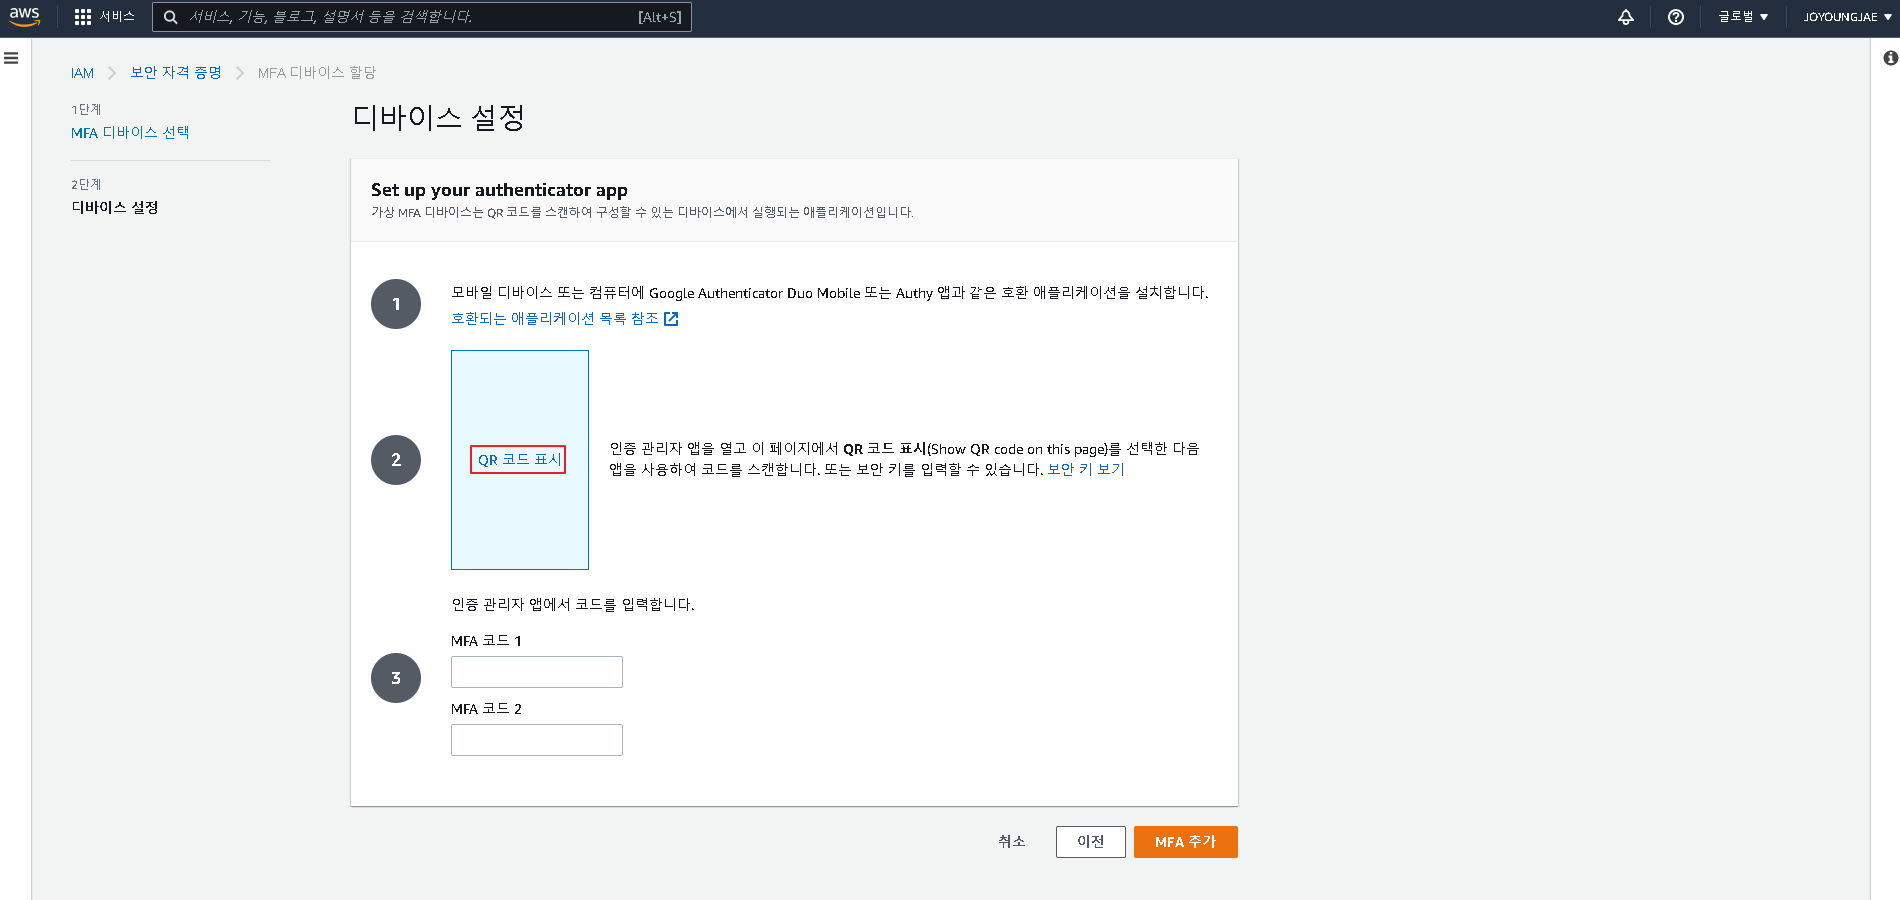 aws 서비스 서비스, 기능, 블로그, 설명서 등을 검색합니다. [Alt+S] 글로벌 JOYOUNGJAE
IAM 보안 자격 증명 MFA 디바이스 할당
1단계
MFA 디바이스 선택
2단계
디바이스 설정
디바이스 설정
Set up your authenticator app
가상 MFA 디바이스는 QR 코드를 스캔하여 구성할 수 있는 디바이스에서 실행되는 애플리케이션입니다.
1
모바일 디바이스 또는 컴퓨터에 Google Authenticator Duo Mobile 또는 Authy 앱과 같은 호환 애플리케이션을 설치합니다.
호환되는 애플리케이션 목록 참조
2
QR 코드 표시
인증 관리자 앱을 열고 이 페이지에서 QR 코드 표시(Show QR code on this page)를 선택한 다음
앱을 사용하여 코드를 스캔합니다. 또는 보안 키를 입력할 수 있습니다. 보안 키 보기
3
인증 관리자 앱에서 코드를 입력합니다.
MFA 코드 1
MFA 코드 2
취소 이전 MFA 추가